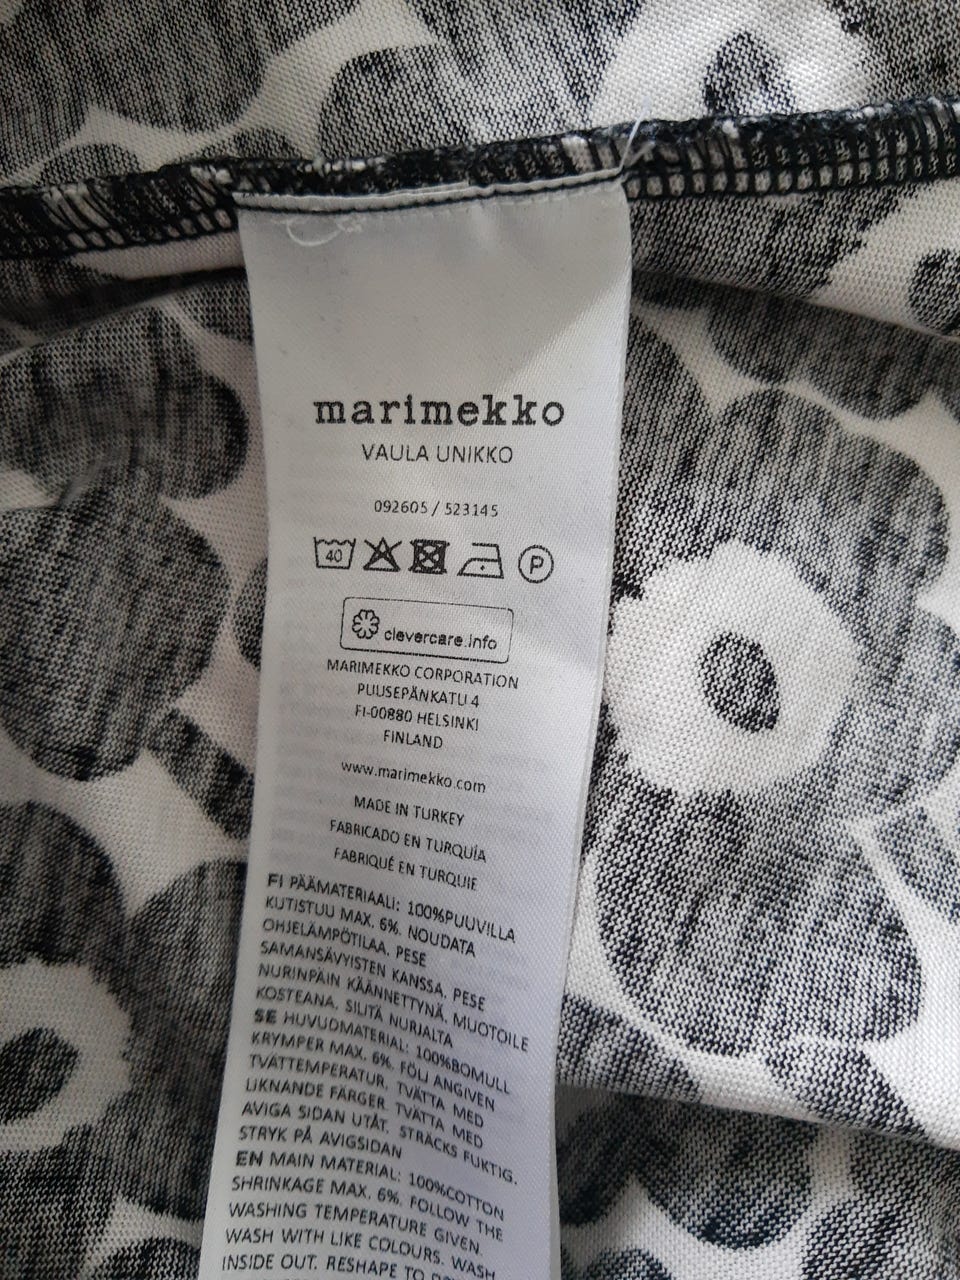 marimekko
VAULA UNIKKO
092605 / 523145
40
P
clevercare.info
MARIMEKKO CORPORATION
PUUSEPÄNKATU 4
FI-00880 HELSINKI
FINLAND
www.marimekko.com
MADE IN TURKEY
FABRICADO EN TURQUÍA
FABRIQUÉ EN TURQUIE
FI PÄÄMATERIAALI: 100%PUUVILLA
KUTISTUU MAX. 6%. NOUDATA
OHJELÄMPÖTILAA. PESE
SAMANSÄVYISTEN KANSSA. PESE
NURINPÄIN KÄÄNNETTYNÄ. MUOTOILE
KOSTEANA. SILITÄ NURJALTA
SE HUVUDMATERIAL: 100%BOMULL
KRYMPER MAX. 6%. FÖLJ ANGIVEN
TVÄTTEMPERATUR. TVÄTTA MED
LIKNANDE FÄRGER. TVÄTTA MED
AVIGA SIDAN UTÅT. STRÄCKS FUKTIG.
STRYK PÅ AVIGSIDAN
EN MAIN MATERIAL: 100%COTTON
SHRINKAGE MAX. 6%. FOLLOW THE
WASHING TEMPERATURE GIVEN.
WASH WITH LIKE COLOURS. WASH
INSIDE OUT. RESHAPE TO